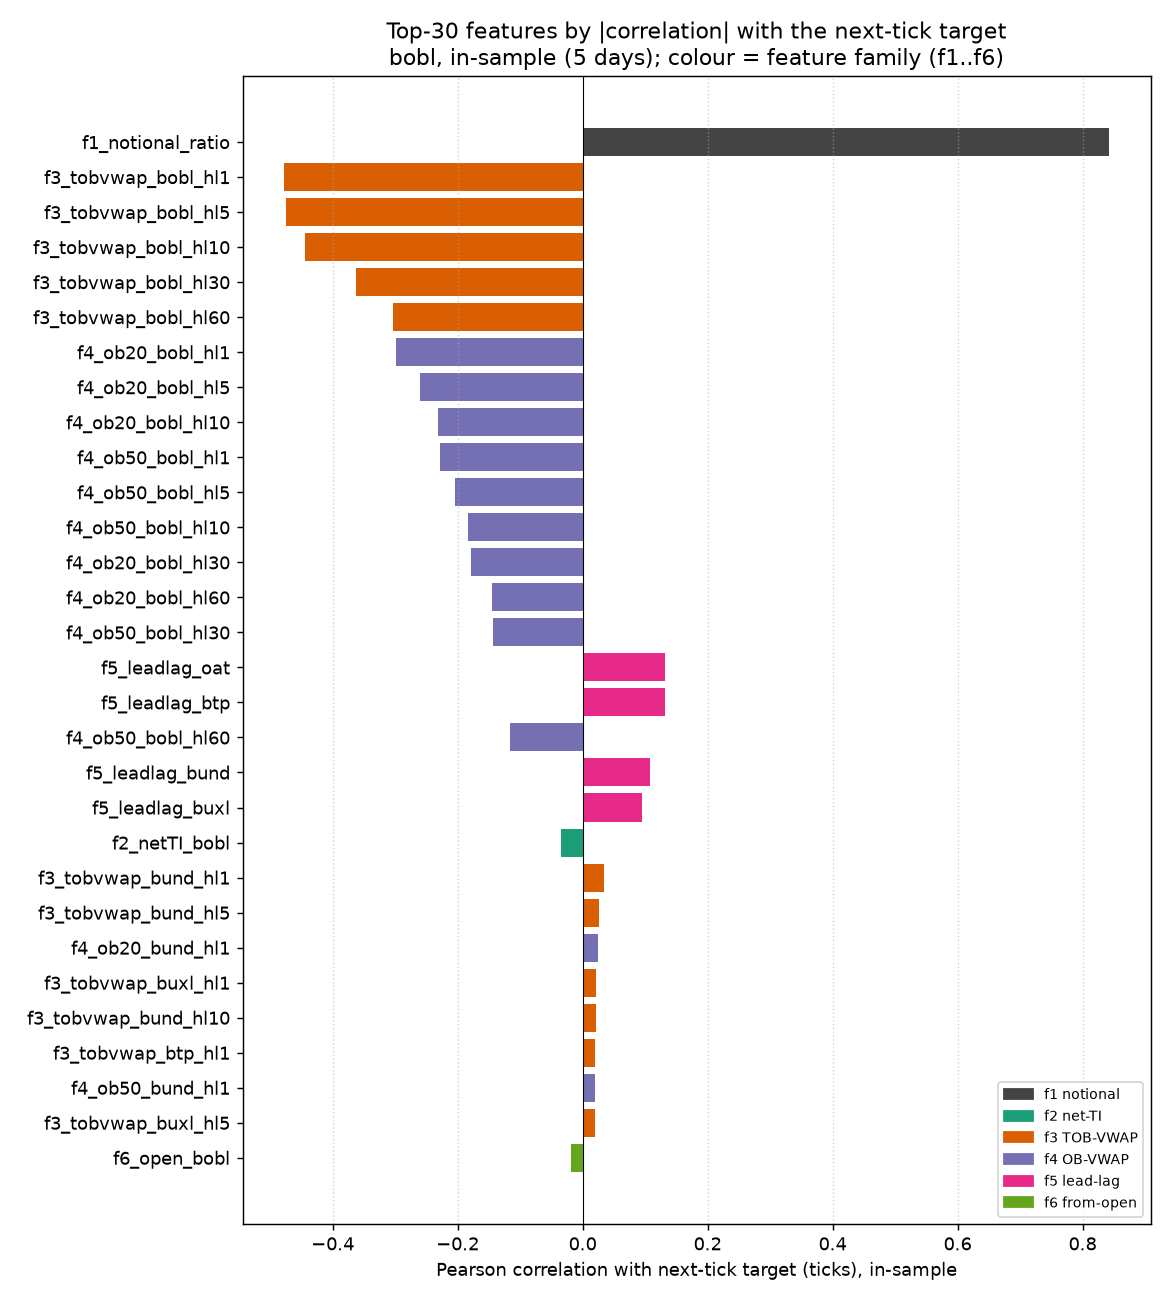 Top-30 features by |correlation| with the next-tick target
bobl, in-sample (5 days); colour = feature family (f1..f6)
f1_notional_ratio
f3_tobvwap_bobl_hl1
f3_tobvwap_bobl_hl5
f3_tobvwap_bobl_hl10
f3_tobvwap_bobl_hl30
f3_tobvwap_bobl_hl60
f4_ob20_bobl_hl1
f4_ob20_bobl_hl5
f4_ob20_bobl_hl10
f4_ob50_bobl_hl1
f4_ob50_bobl_hl5
f4_ob50_bobl_hl10
f4_ob20_bobl_hl30
f4_ob20_bobl_hl60
f4_ob50_bobl_hl30
f5_leadlag_oat
f5_leadlag_btp
f4_ob50_bobl_hl60
f5_leadlag_bund
f5_leadlag_buxl
f2_netTI_bobl
f3_tobvwap_bund_hl1
f3_tobvwap_bund_hl5
f4_ob20_bund_hl1
f3_tobvwap_buxl_hl1
f3_tobvwap_bund_hl10
f3_tobvwap_btp_hl1
f4_ob50_bund_hl1
f3_tobvwap_buxl_hl5
f6_open_bobl
f1 notional
f2 net-TI
f3 TOB-VWAP
f4 OB-VWAP
f5 lead-lag
f6 from-open
−0.4 −0.2 0.0 0.2 0.4 0.6 0.8
Pearson correlation with next-tick target (ticks), in-sample